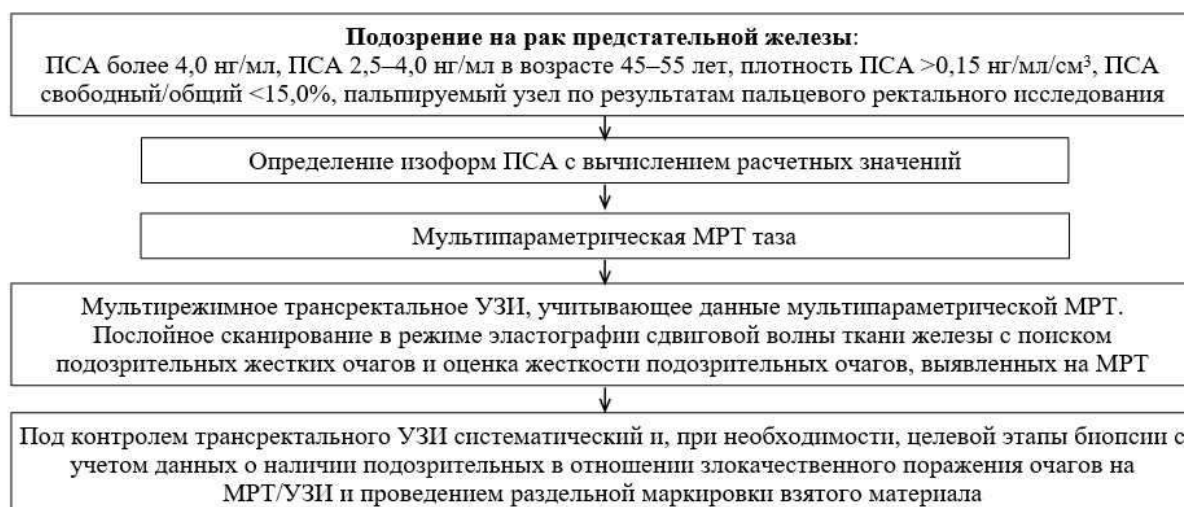 Подозрение на рак предстательной железы:
ПСА более 4,0 нг/мл, ПСА 2,5–4,0 нг/мл в возрасте 45–55 лет, плотность ПСА >0,15 нг/мл/см³, ПСА
свободный/общий <15,0%, пальпируемый узел по результатам пальцевого ректального исследования
Определение изоформ ПСА с вычислением расчетных значений
Мультипараметрическая МРТ таза
Мультирежимное трансректальное УЗИ, учитывающее данные мультипараметрической МРТ.
Послойное сканирование в режиме эластографии сдвиговой волны ткани железы с поиском
подозрительных жестких очагов и оценка жесткости подозрительных очагов, выявленных на МРТ
Под контролем трансректального УЗИ систематический и, при необходимости, целевой этапы биопсии с
учетом данных о наличии подозрительных в отношении злокачественного поражения очагов на
МРТ/УЗИ и проведением раздельной маркировки взятого материала